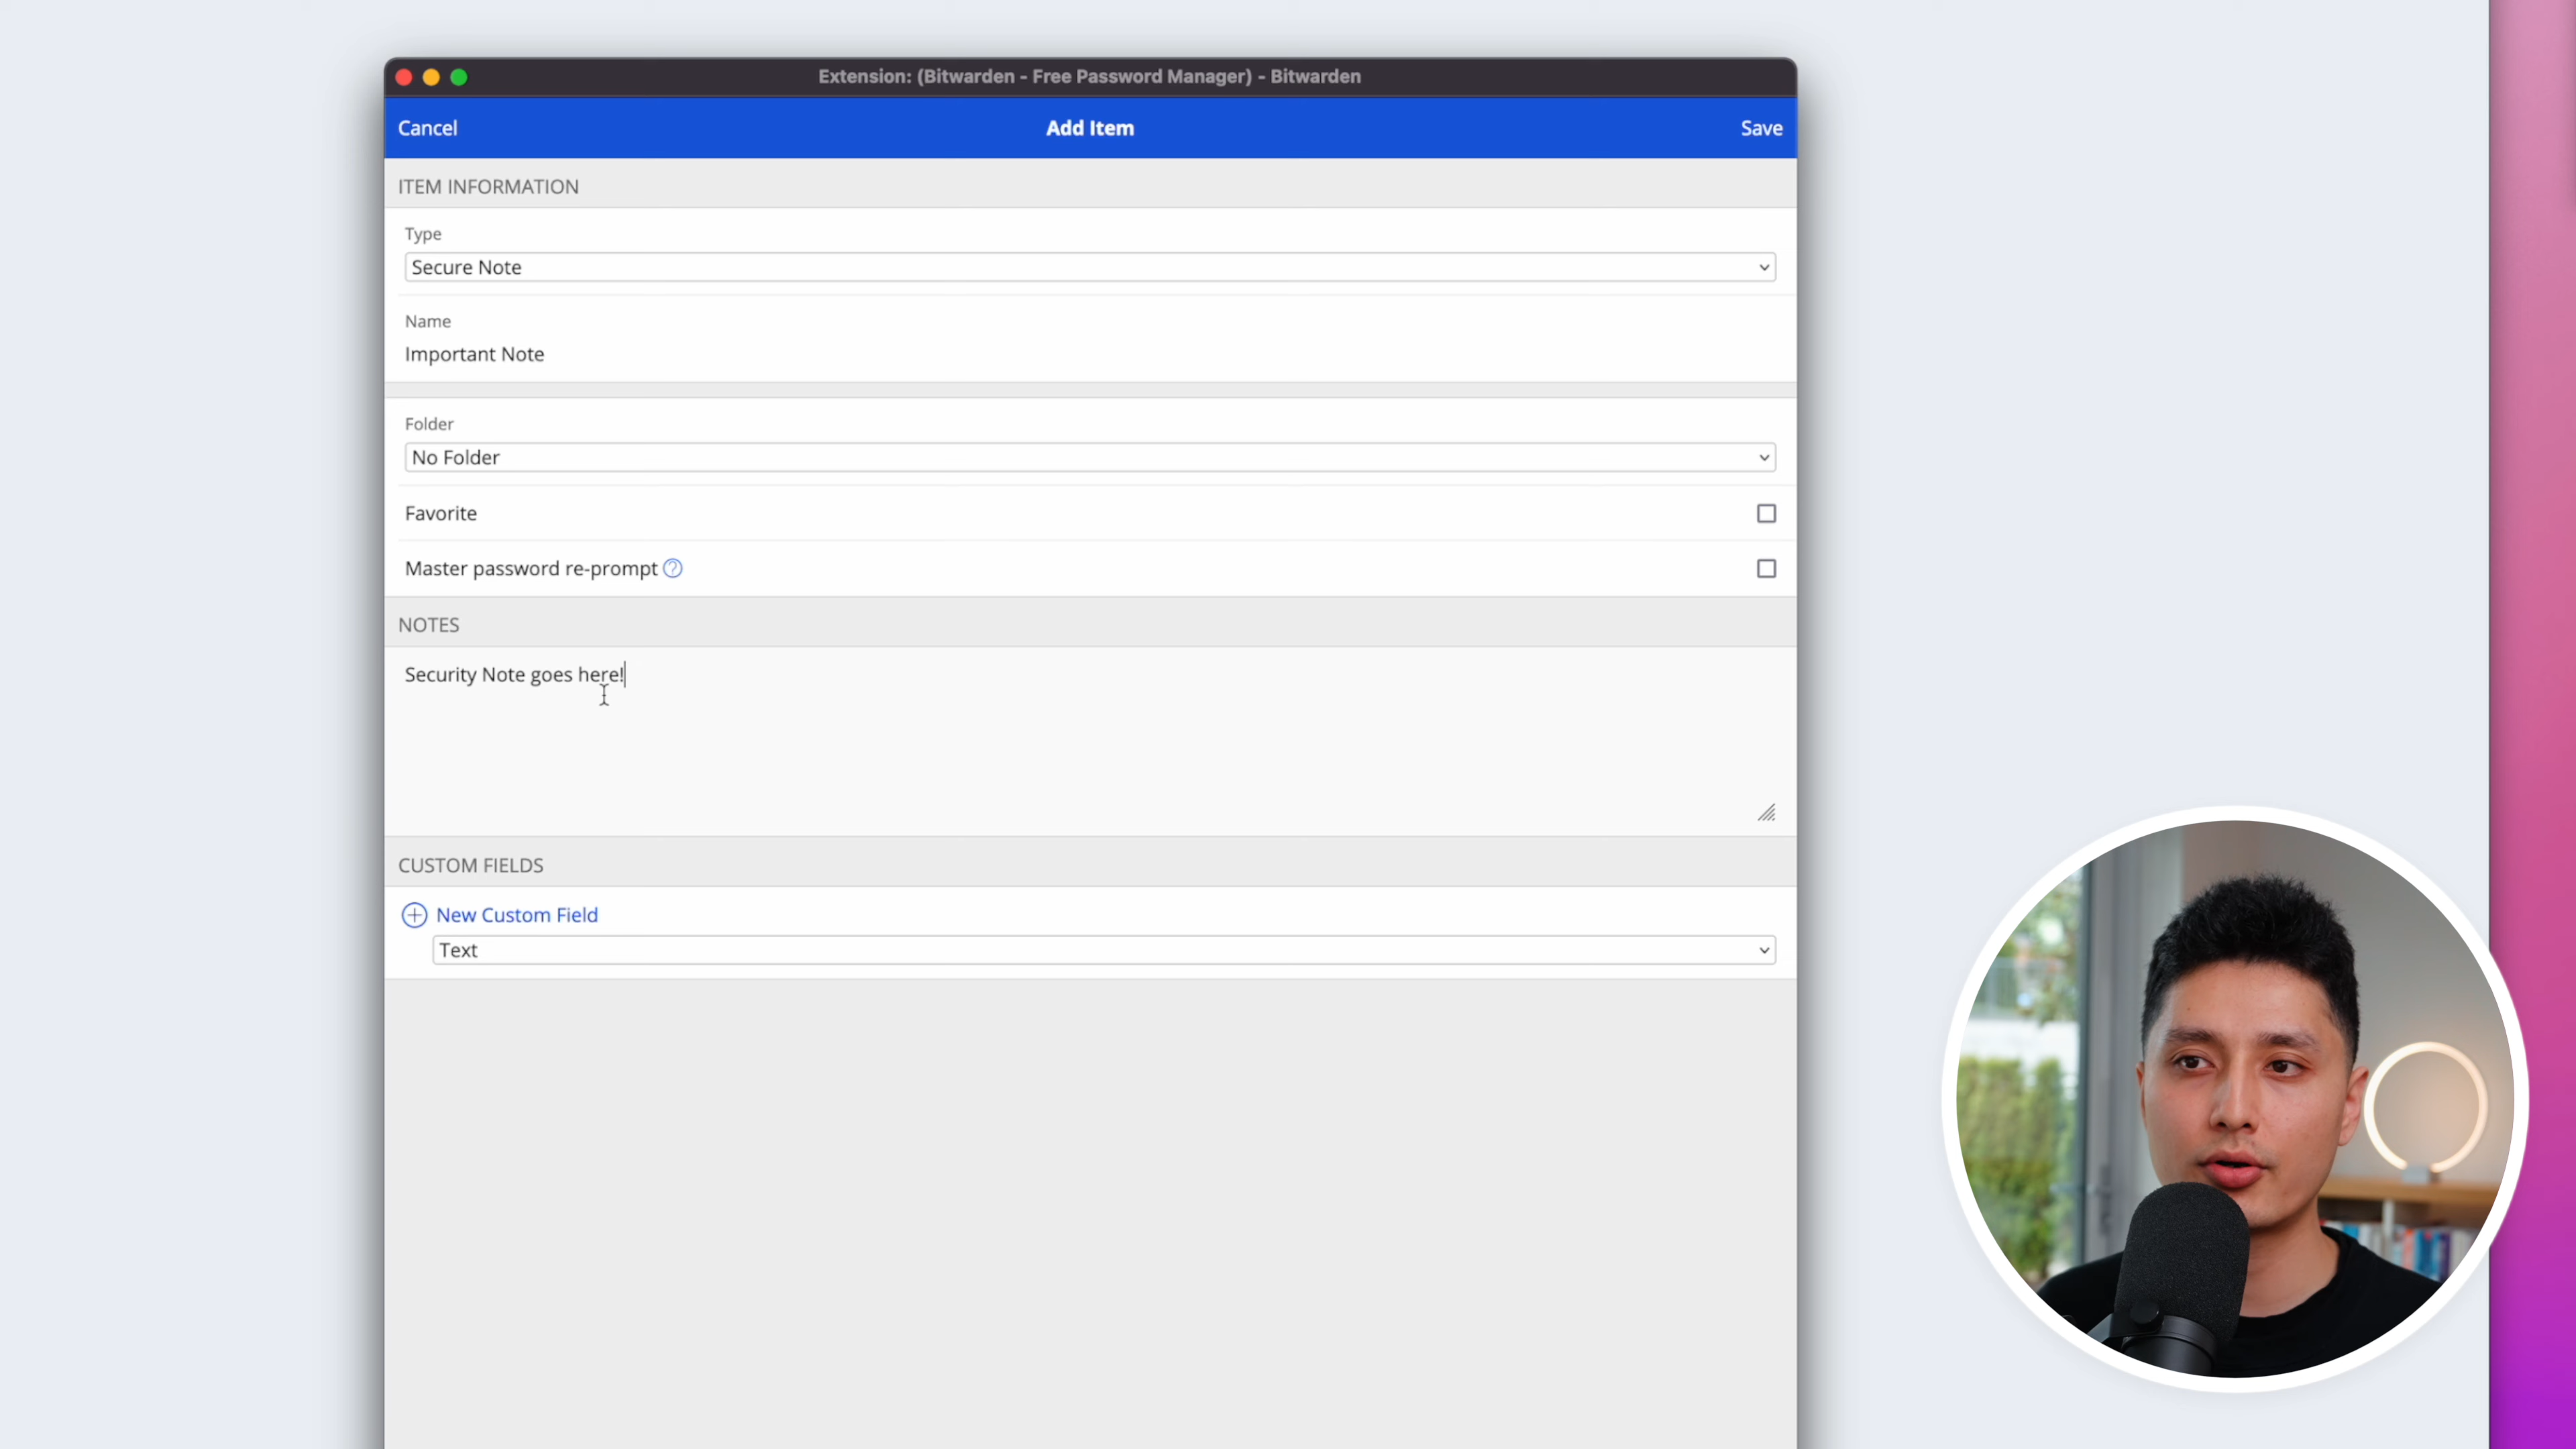 Extension: (Bitwarden - Free Password Manager) - Bitwarden
Cancel
Add Item
Save
ITEM INFORMATION
Type
Secure Note
Name
Important Note
Folder
No Folder
Favorite
Master password re-prompt
NOTES
Security Note goes here!
CUSTOM FIELDS
New Custom Field
Text